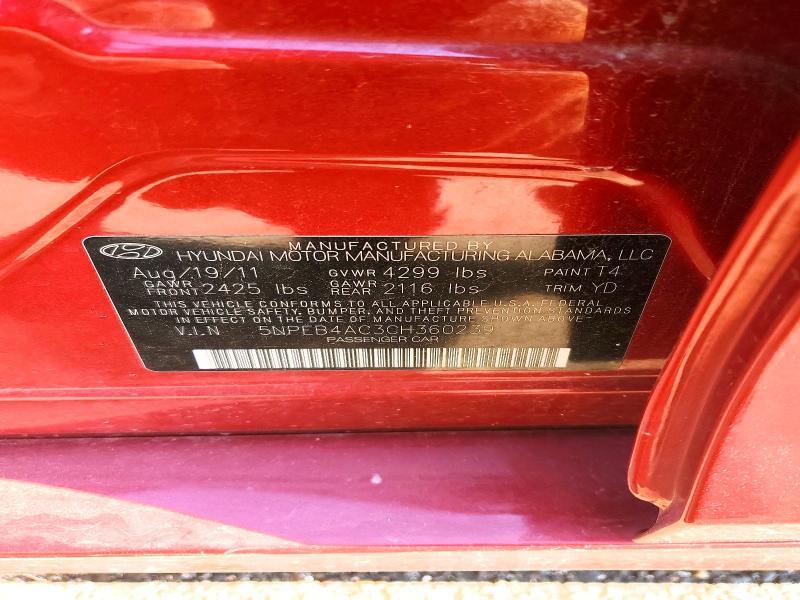 MANUFACTURED BY
HYUNDAI MOTOR MANUFACTURING ALABAMA, LLC
Aug/19/11 GVWR 4299 lbs PAINT T4
GAWR FRONT 2425 lbs GAWR REAR 2116 lbs TRIM YD
THIS VEHICLE CONFORMS TO ALL APPLICABLE U.S.A. FEDERAL
MOTOR VEHICLE SAFETY, BUMPER, AND THEFT PREVENTION STANDARDS
IN EFFECT ON THE DATE OF MANUFACTURE SHOWN ABOVE-
V.I.N 5NPEB4AC3CH360239
PASSENGER CAR